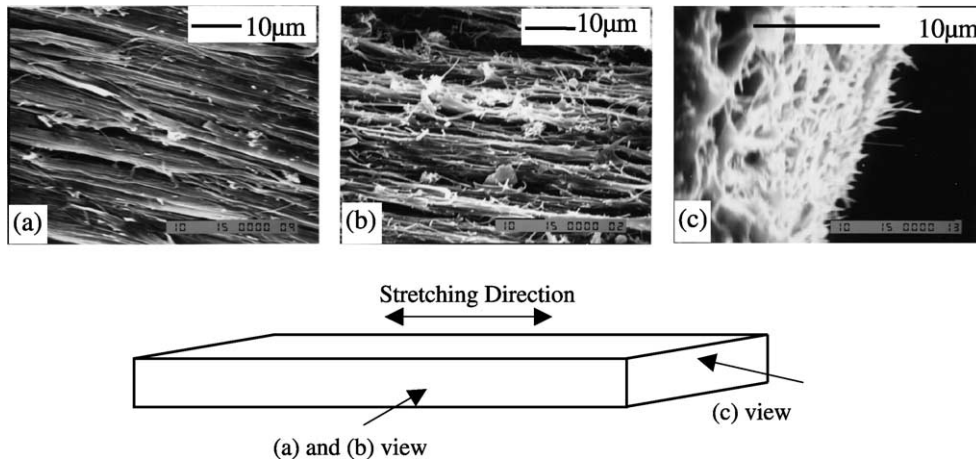 10μm
10μm
10μm
(a)
10 15 0000 09
(b)
10 15 0000 02
(c)
10 15 0000 13
Stretching Direction
(c) view
(a) and (b) view